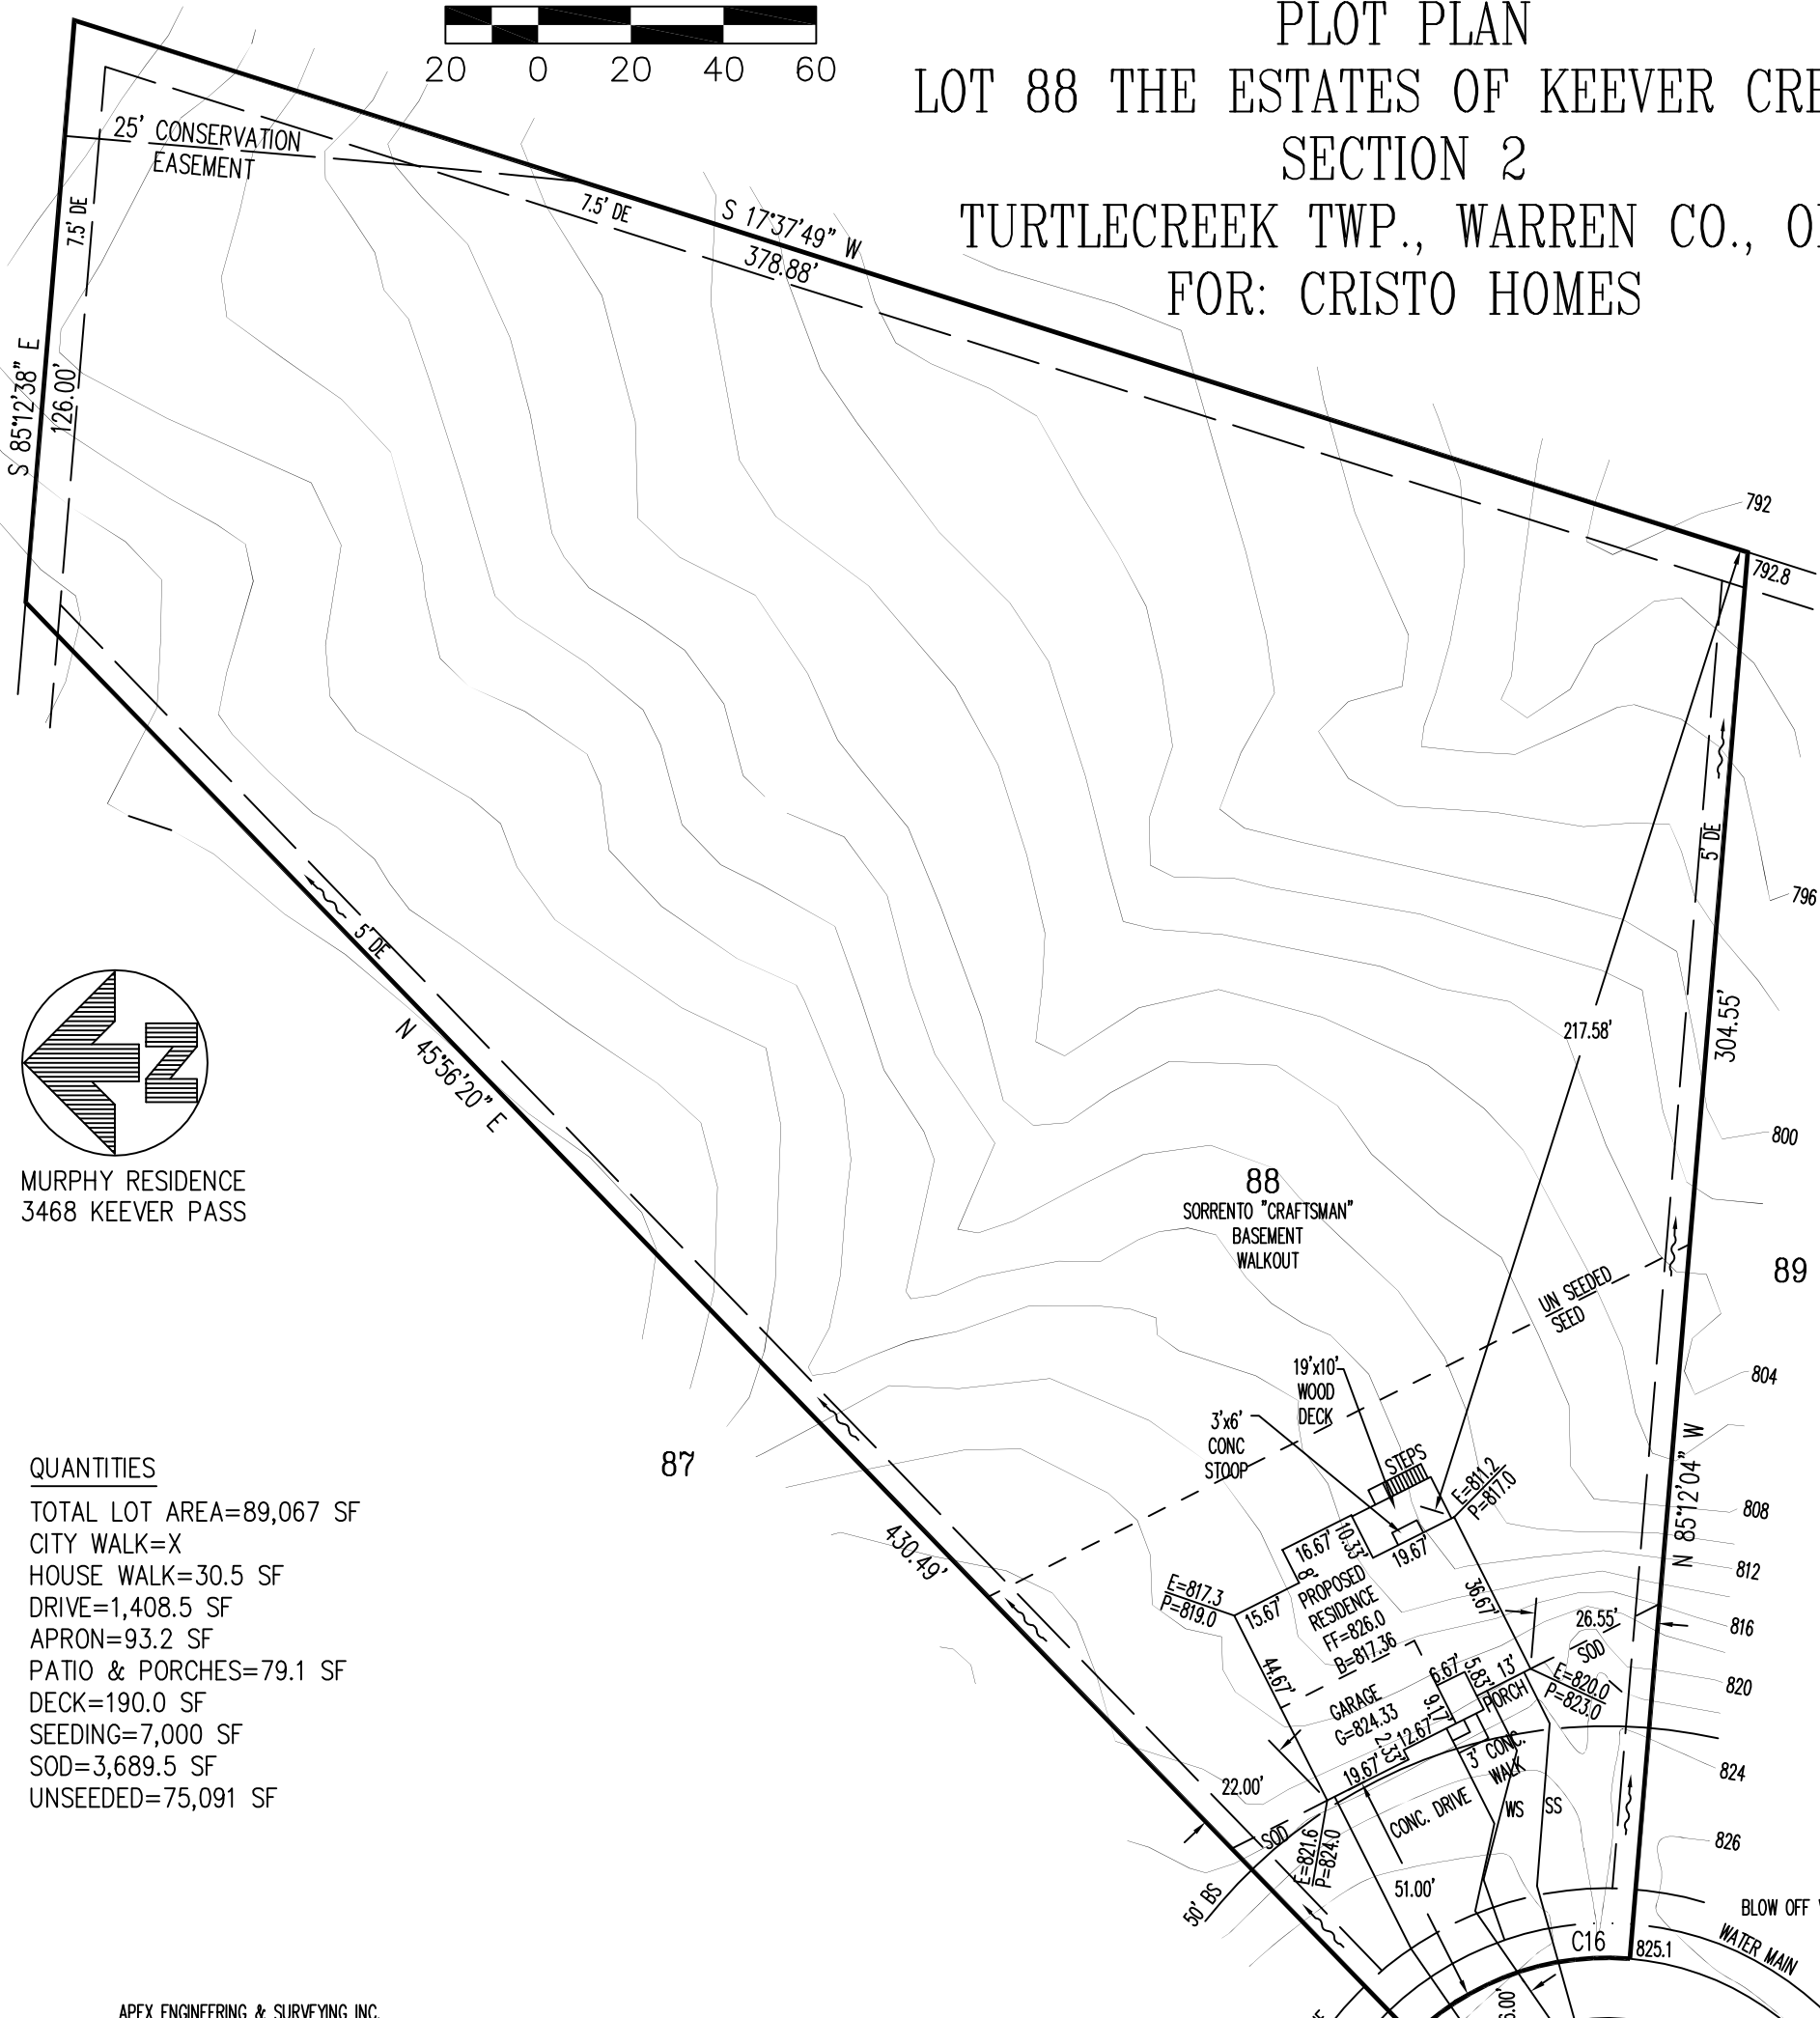 20 0 20 40 60
PLOT PLAN
LOT 88 THE ESTATES OF KEEVER
SECTION 2
TURTLECREEK TWP., WARREN CO.,
FOR: CRISTO HOMES
25' CONSERVATION
EASEMENT
7.5' DE
7.5' DE
S 17°37'49" W
378.88'
S 85°12'38" E
126.00'
792
792.8
5' DE
796
5' DE
304.55'
217.58'
N 45°56'20" E
N
MURPHY RESIDENCE
3468 KEEVER PASS
800
88
SORRENTO "CRAFTSMAN"
BASEMENT
WALKOUT
89
UN SEEDED
SEED
804
19'x10'
WOOD
DECK
3'x6'
CONC
STOOP
STEPS
E=811.2
P=817.0
N 85°12'04" W
808
87
QUANTITIES
TOTAL LOT AREA=89,067 SF
CITY WALK=X
HOUSE WALK=30.5 SF
DRIVE=1,408.5 SF
APRON=93.2 SF
PATIO & PORCHES=79.1 SF
DECK=190.0 SF
SEEDING=7,000 SF
SOD=3,689.5 SF
UNSEEDED=75,091 SF
430.49'
16.67'
10.33'
19.67'
8'
812
E=817.3
P=819.0
15.67'
PROPOSED
RESIDENCE
FF=826.0
B=817.36
36.67'
26.55'
816
SOD
44.67'
6.67'
5.83'
13'
PORCH
E=820.0
P=823.0
820
GARAGE
G=824.33
9.17'
12.67'
2.33'
19.67'
3' CONC.
WALK
824
22.00'
CONC. DRIVE
WS
SS
SOD
E=821.6
P=824.0
826
50' BS
51.00'
BLOW OFF
C16
825.1
WATER MAIN
APEX ENGINEERING & SURVEYING INC.